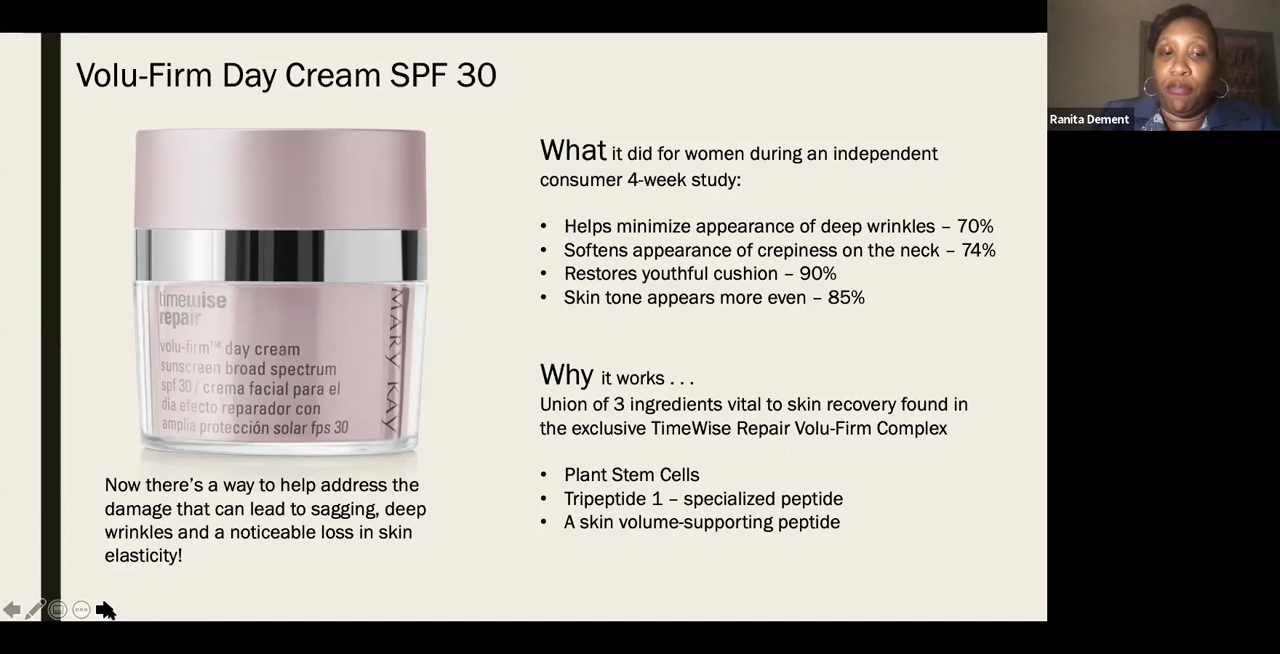 Volu-Firm Day Cream SPF 30
timewise
repair
volu-firm™ day cream
sunscreen broad spectrum
spf 30 / crema facial para el
día efecto reparador con
amplia protección solar fps 30
MARY KAY
Now there's a way to help address the
damage that can lead to sagging, deep
wrinkles and a noticeable loss in skin
elasticity!
What it did for women during an independent
consumer 4-week study:
• Helps minimize appearance of deep wrinkles – 70%
• Softens appearance of crepiness on the neck – 74%
• Restores youthful cushion – 90%
• Skin tone appears more even – 85%
Why it works . . .
Union of 3 ingredients vital to skin recovery found in
the exclusive TimeWise Repair Volu-Firm Complex
• Plant Stem Cells
• Tripeptide 1 – specialized peptide
• A skin volume-supporting peptide
Ranita Dement